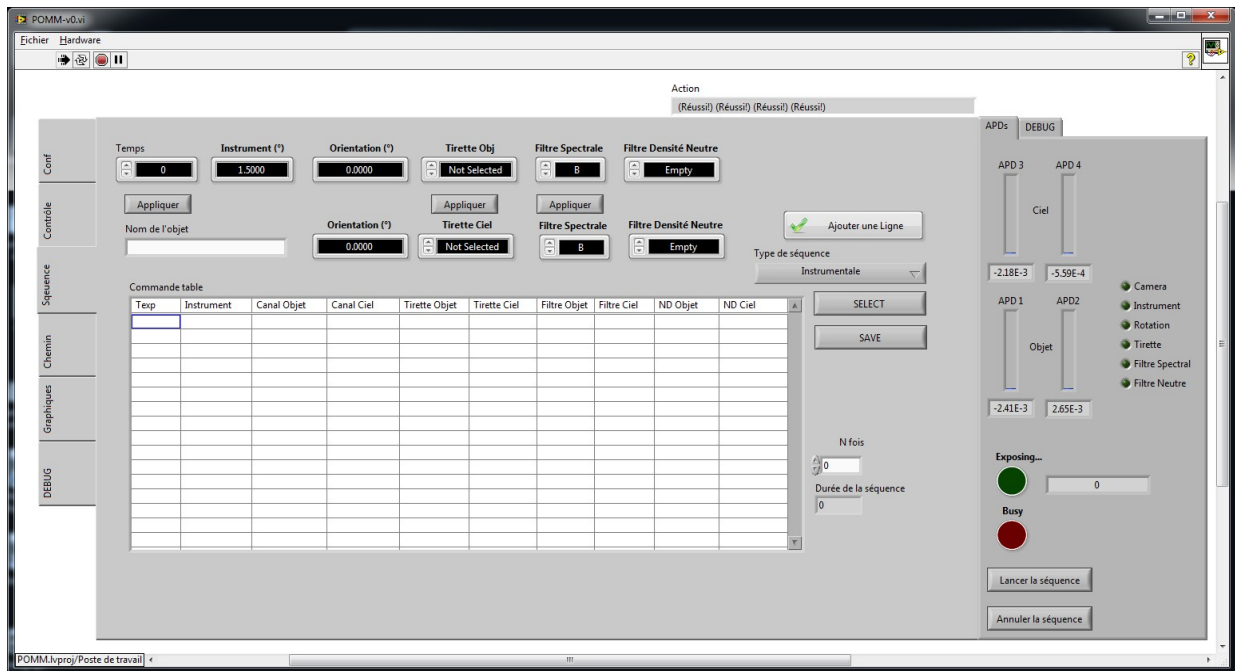 POMM-v0.vi
Fichier Hardware
Action
(Réussi!) (Réussi!) (Réussi!) (Réussi!)
APDs DEBUG
Conf
Contrôle
Sqeuence
Chemin
Graphiques
DEBUG
Temps Instrument (°) Orientation (°) Tirette Obj Filtre Spectrale Filtre Densité Neutre
0 1.5000 0.0000 Not Selected B Empty
Appliquer Appliquer Appliquer
Nom de l'objet Orientation (°) Tirette Ciel Filtre Spectrale Filtre Densité Neutre
0.0000 Not Selected B Empty
Ajouter une Ligne
Type de séquence
Instrumentale
Commande table
Texp Instrument Canal Objet Canal Ciel Tirette Objet Tirette Ciel Filtre Objet Filtre Ciel ND Objet ND Ciel
SELECT
SAVE
N fois
0
Durée de la séquence
0
APD 3 APD 4
Ciel
-2.18E-3 -5.59E-4
APD 1 APD2
Objet
-2.41E-3 2.65E-3
Camera
Instrument
Rotation
Tirette
Filtre Spectral
Filtre Neutre
Exposing...
0
Busy
Lancer la séquence
Annuler la séquence
POMM.lvproj/Poste de travail